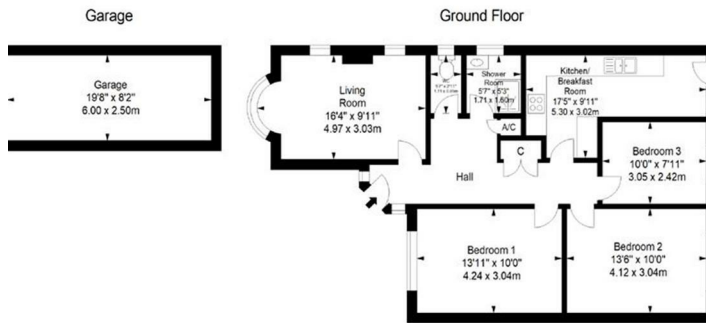 Garage
Ground Floor
Garage
19'8" x 8'2"
6.00 x 2.50m
Living
Room
16'4" x 9'11"
4.97 x 3.03m
Shower
Room
5'7" x 5'3"
1.71 x 1.60m
Kitchen/
Breakfast
Room
17'5" x 9'11"
5.30 x 3.02m
A/C
C
Hall
Bedroom 3
10'0" x 7'11"
3.05 x 2.42m
Bedroom 1
13'11" x 10'0"
4.24 x 3.04m
Bedroom 2
13'6" x 10'0"
4.12 x 3.04m